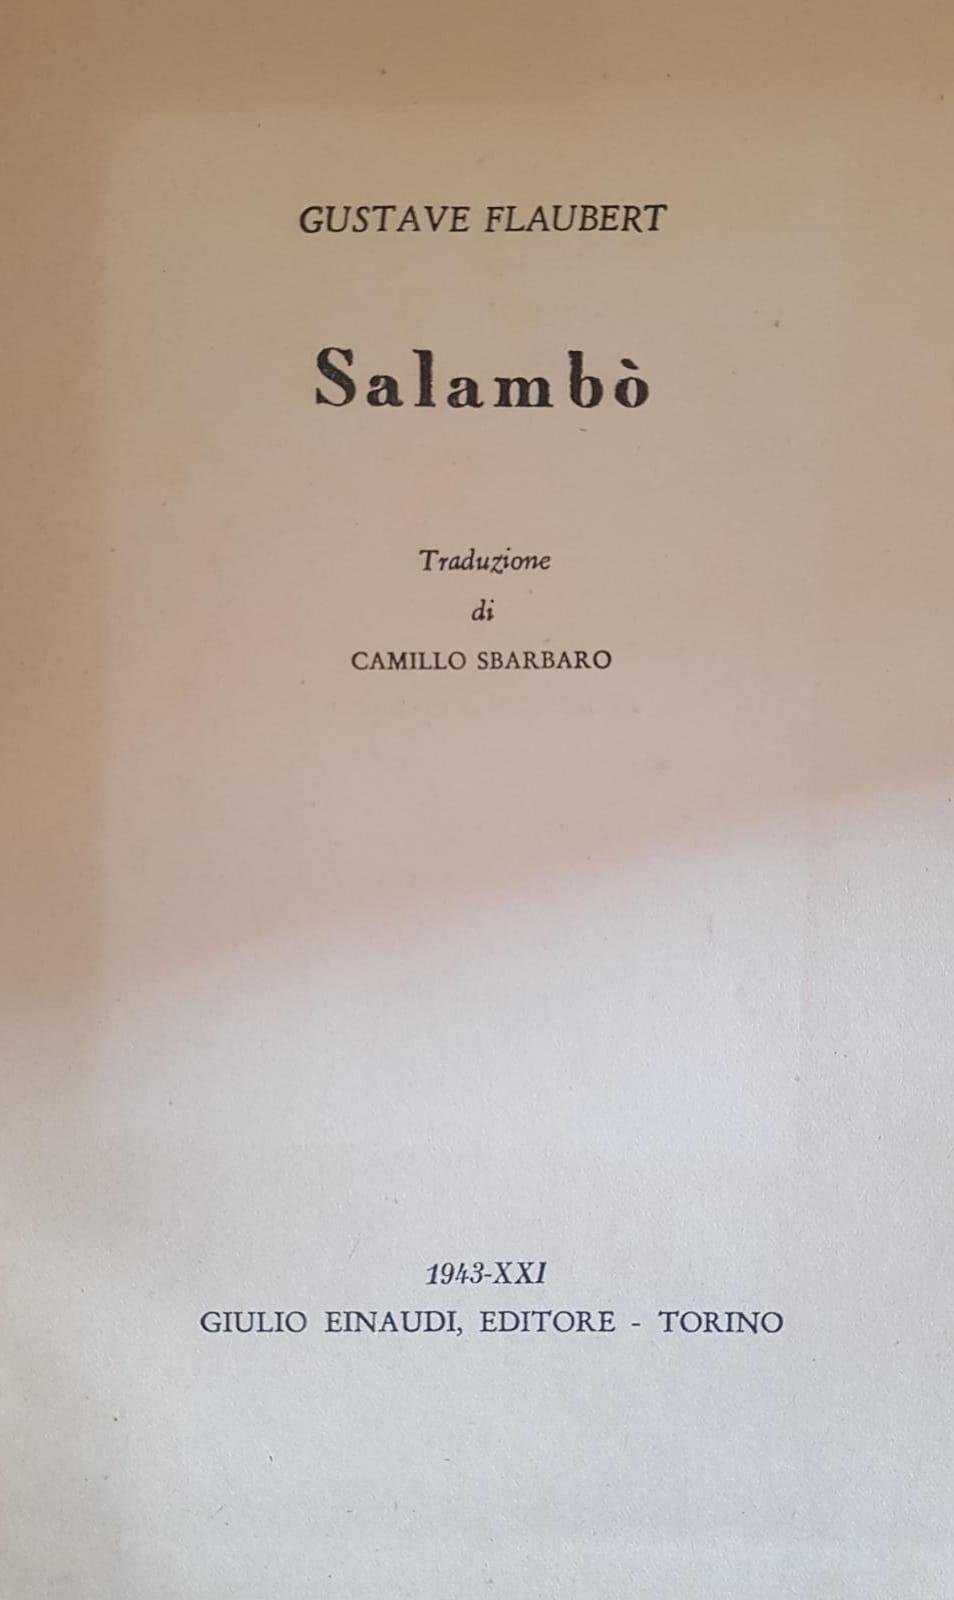 GUSTAVE FLAUBERT
Salambò
Traduzione
di
CAMILLO SBARBARO
1943-XXI
GIULIO EINAUDI, EDITORE - TORINO